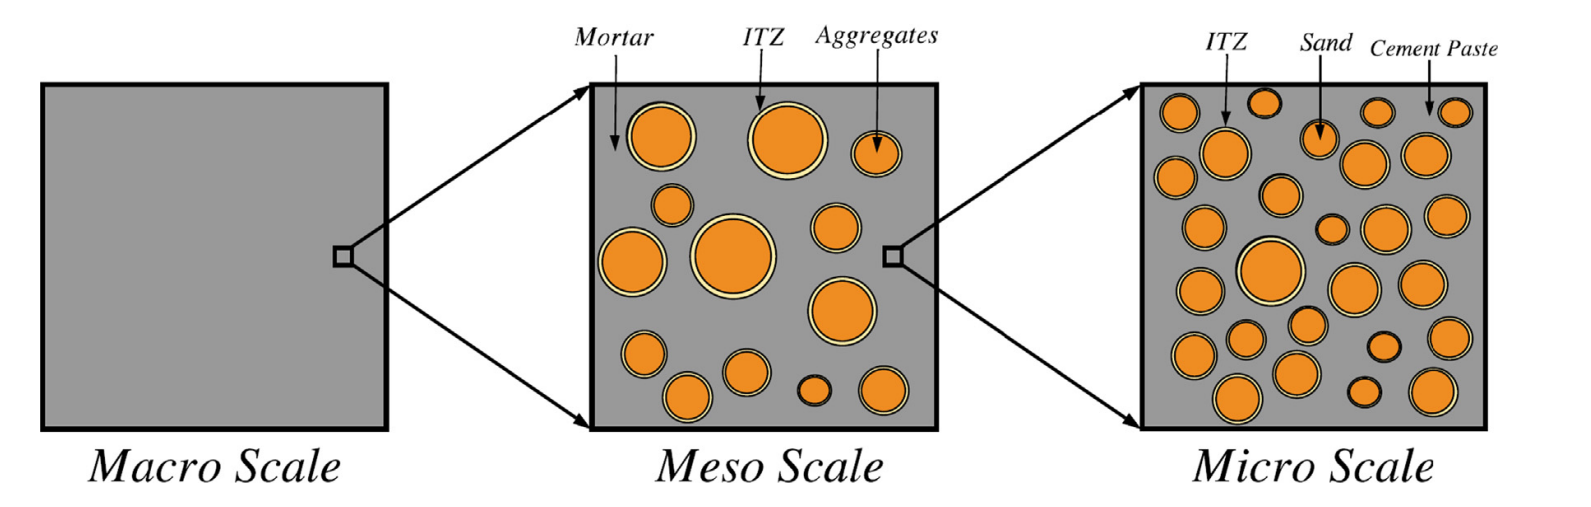 Mortar
ITZ
Aggregates
ITZ
Sand
Cement Paste
Macro Scale
Meso Scale
Micro Scale